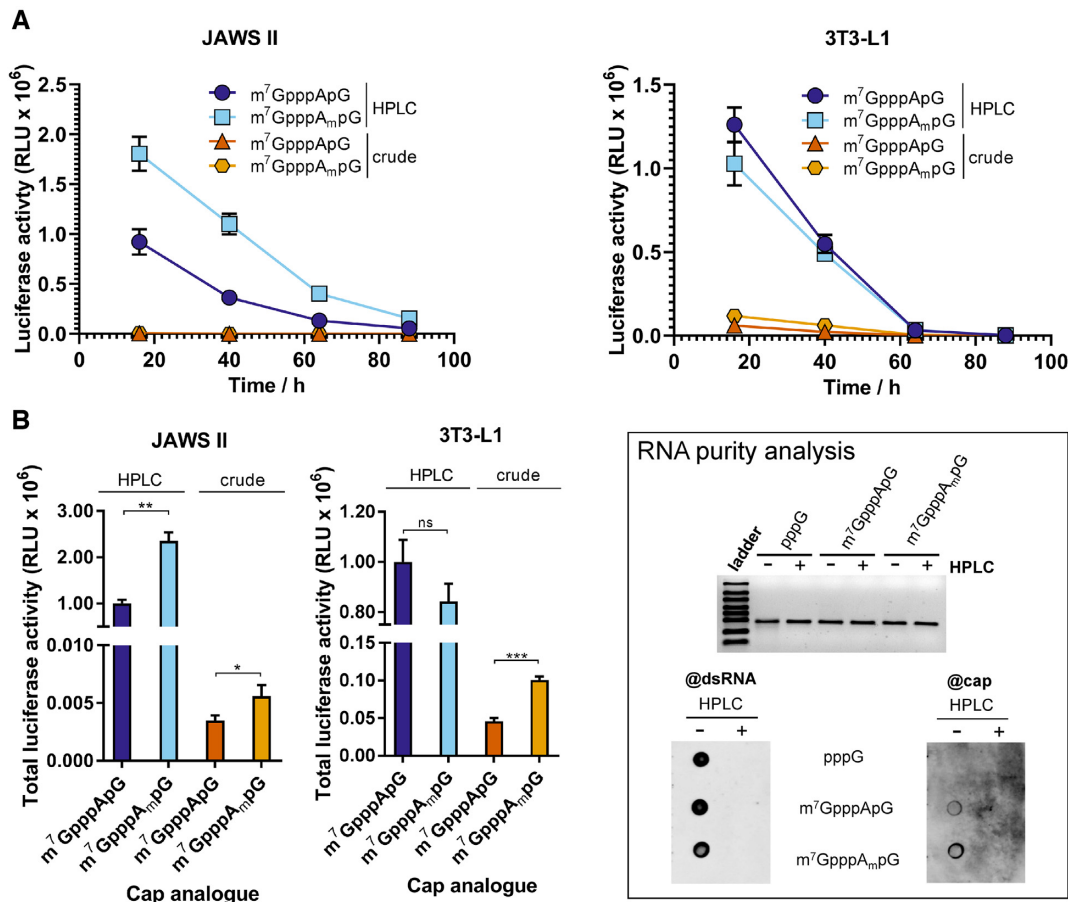 A
JAWS II
Luciferase activty (RLU x 10⁶)
2.5
2.0
1.5
1.0
0.5
0.0
0 20 40 60 80 100
Time / h
m⁷GpppApG
m⁷GpppAₘpG
HPLC
m⁷GpppApG
m⁷GpppAₘpG
crude
3T3-L1
Luciferase activty (RLU x 10⁶)
1.5
1.0
0.5
0.0
0 20 40 60 80 100
Time / h
m⁷GpppApG
m⁷GpppAₘpG
HPLC
m⁷GpppApG
m⁷GpppAₘpG
crude
B
JAWS II
HPLC crude
Total luciferase activity (RLU x 10⁶)
3.00
2.00
1.00
0.010
0.005
0.000
**
*
m⁷GpppApG
m⁷GpppAₘpG
m⁷GpppApG
m⁷GpppAₘpG
Cap analogue
3T3-L1
HPLC crude
Total luciferase activity (RLU x 10⁶)
1.20
1.00
0.80
0.15
0.10
0.05
0.00
ns
***
m⁷GpppApG
m⁷GpppAₘpG
m⁷GpppApG
m⁷GpppAₘpG
Cap analogue
RNA purity analysis
ladder
pppG
m⁷GpppApG
m⁷GpppAₘpG
− + − + − + HPLC
@dsRNA
HPLC
− +
@cap
HPLC
− +
pppG
m⁷GpppApG
m⁷GpppAₘpG